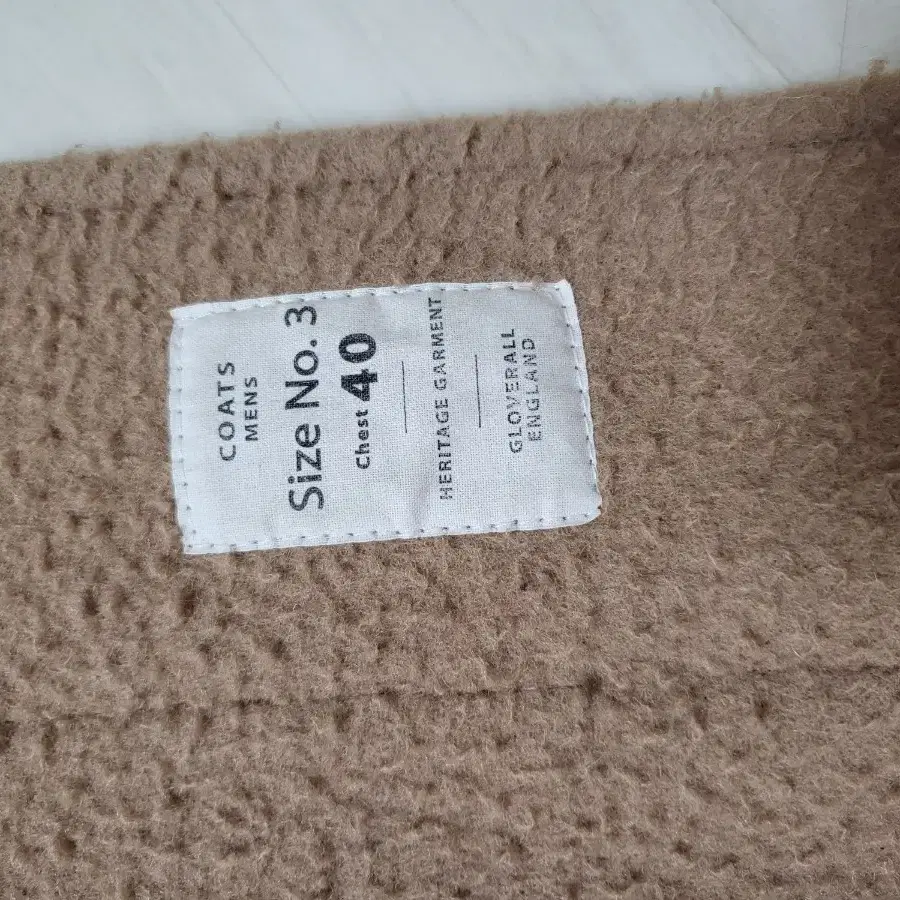 COATS
MENS
Size No. 3
Chest 40
HERITAGE GARMENT
GLOVERALL
ENGLAND